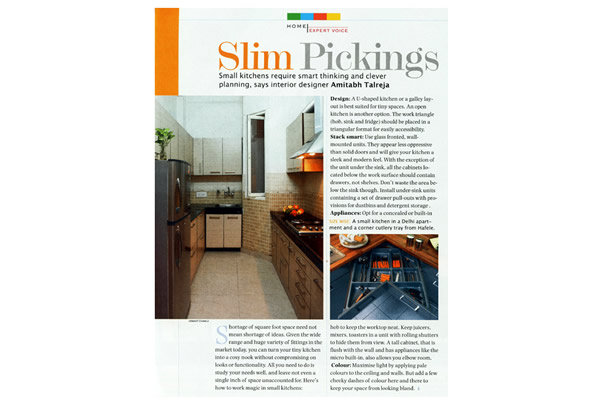 HOME EXPERT VOICE
Slim Pickings
Small kitchens require smart thinking and clever
planning, says interior designer Amitabh Talreja
Shortage of square foot space need not
mean shortage of ideas. Given the wide
range and huge variety of fittings in the
market today, you can turn your tiny kitchen
into a cosy nook without compromising on
looks or functionality. All you need to do is
study your needs well, and leave not even a
single inch of space unaccounted for. Here's
how to work magic in small kitchens:
Design: A U-shaped kitchen or a galley lay-
out is best suited for tiny spaces. An open
kitchen is another option. The work triangle
(hob, sink and fridge) should be placed in a
triangular format for easily accessibility.
Stack smart: Use glass fronted, wall-
mounted units. They appear less oppressive
than solid doors and will give your kitchen a
sleek and modern feel. With the exception of
the unit under the sink, all the cabinets lo-
cated below the work surface should contain
drawers, not shelves. Don't waste the area be-
low the sink though. Install under-sink units
containing a set of drawer pull-outs with pro-
visions for dustbins and detergent storage.
Appliances: Opt for a concealed or built-in
A small kitchen in a Delhi apart-
ment and a corner cutlery tray from Hafele.
hob to keep the worktop neat. Keep juicers,
mixers, toasters in a unit with rolling shutters
to hide them from view. A tall cabinet, that is
flush with the wall and has appliances like the
micro built-in, also allows you elbow room.
Colour: Maximise light by applying pale
colours to the ceiling and walls. But add a few
cheeky dashes of colour here and there to
keep your space from looking bland.